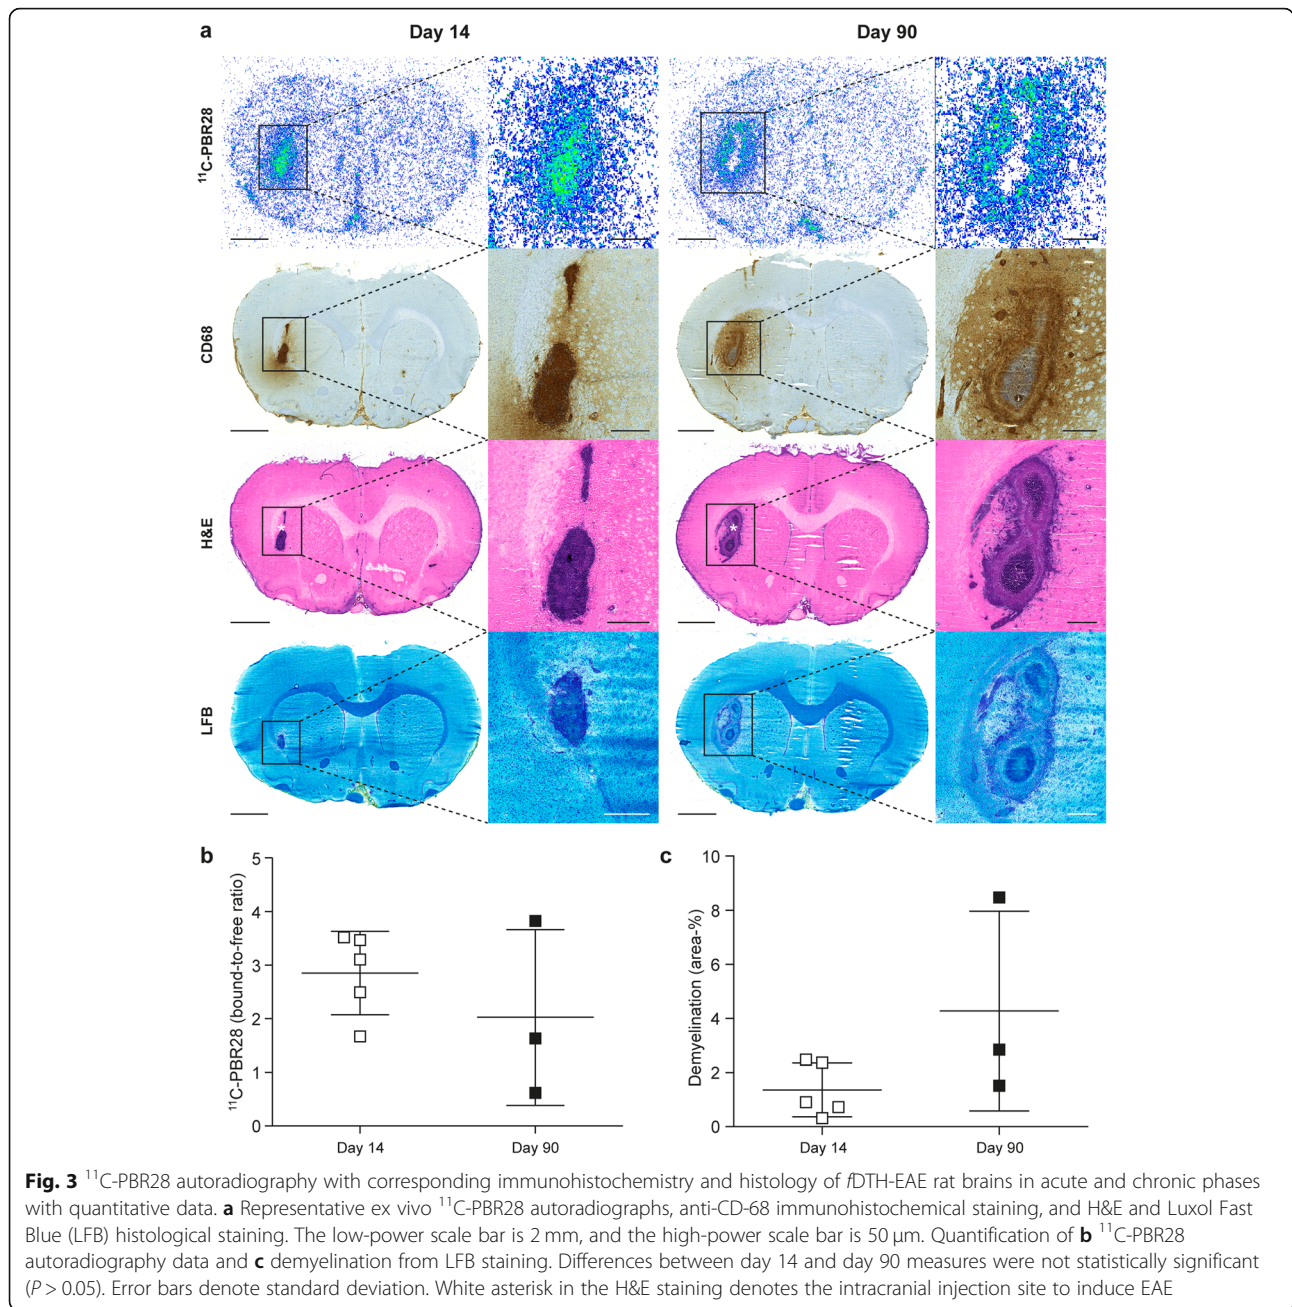 a
Day 14
Day 90
¹¹C-PBR28
CD68
H&E
*
*
LFB
b
¹¹C-PBR28 (bound-to-free ratio)
5
4
3
2
1
0
Day 14
Day 90
c
Demyelination (area-%)
10
8
6
4
2
0
Day 14
Day 90
Fig. 3 ¹¹C-PBR28 autoradiography with corresponding immunohistochemistry and histology of fDTH-EAE rat brains in acute and chronic phases
with quantitative data. a Representative ex vivo ¹¹C-PBR28 autoradiographs, anti-CD-68 immunohistochemical staining, and H&E and Luxol Fast
Blue (LFB) histological staining. The low-power scale bar is 2 mm, and the high-power scale bar is 50 μm. Quantification of b ¹¹C-PBR28
autoradiography data and c demyelination from LFB staining. Differences between day 14 and day 90 measures were not statistically significant
(P > 0.05). Error bars denote standard deviation. White asterisk in the H&E staining denotes the intracranial injection site to induce EAE